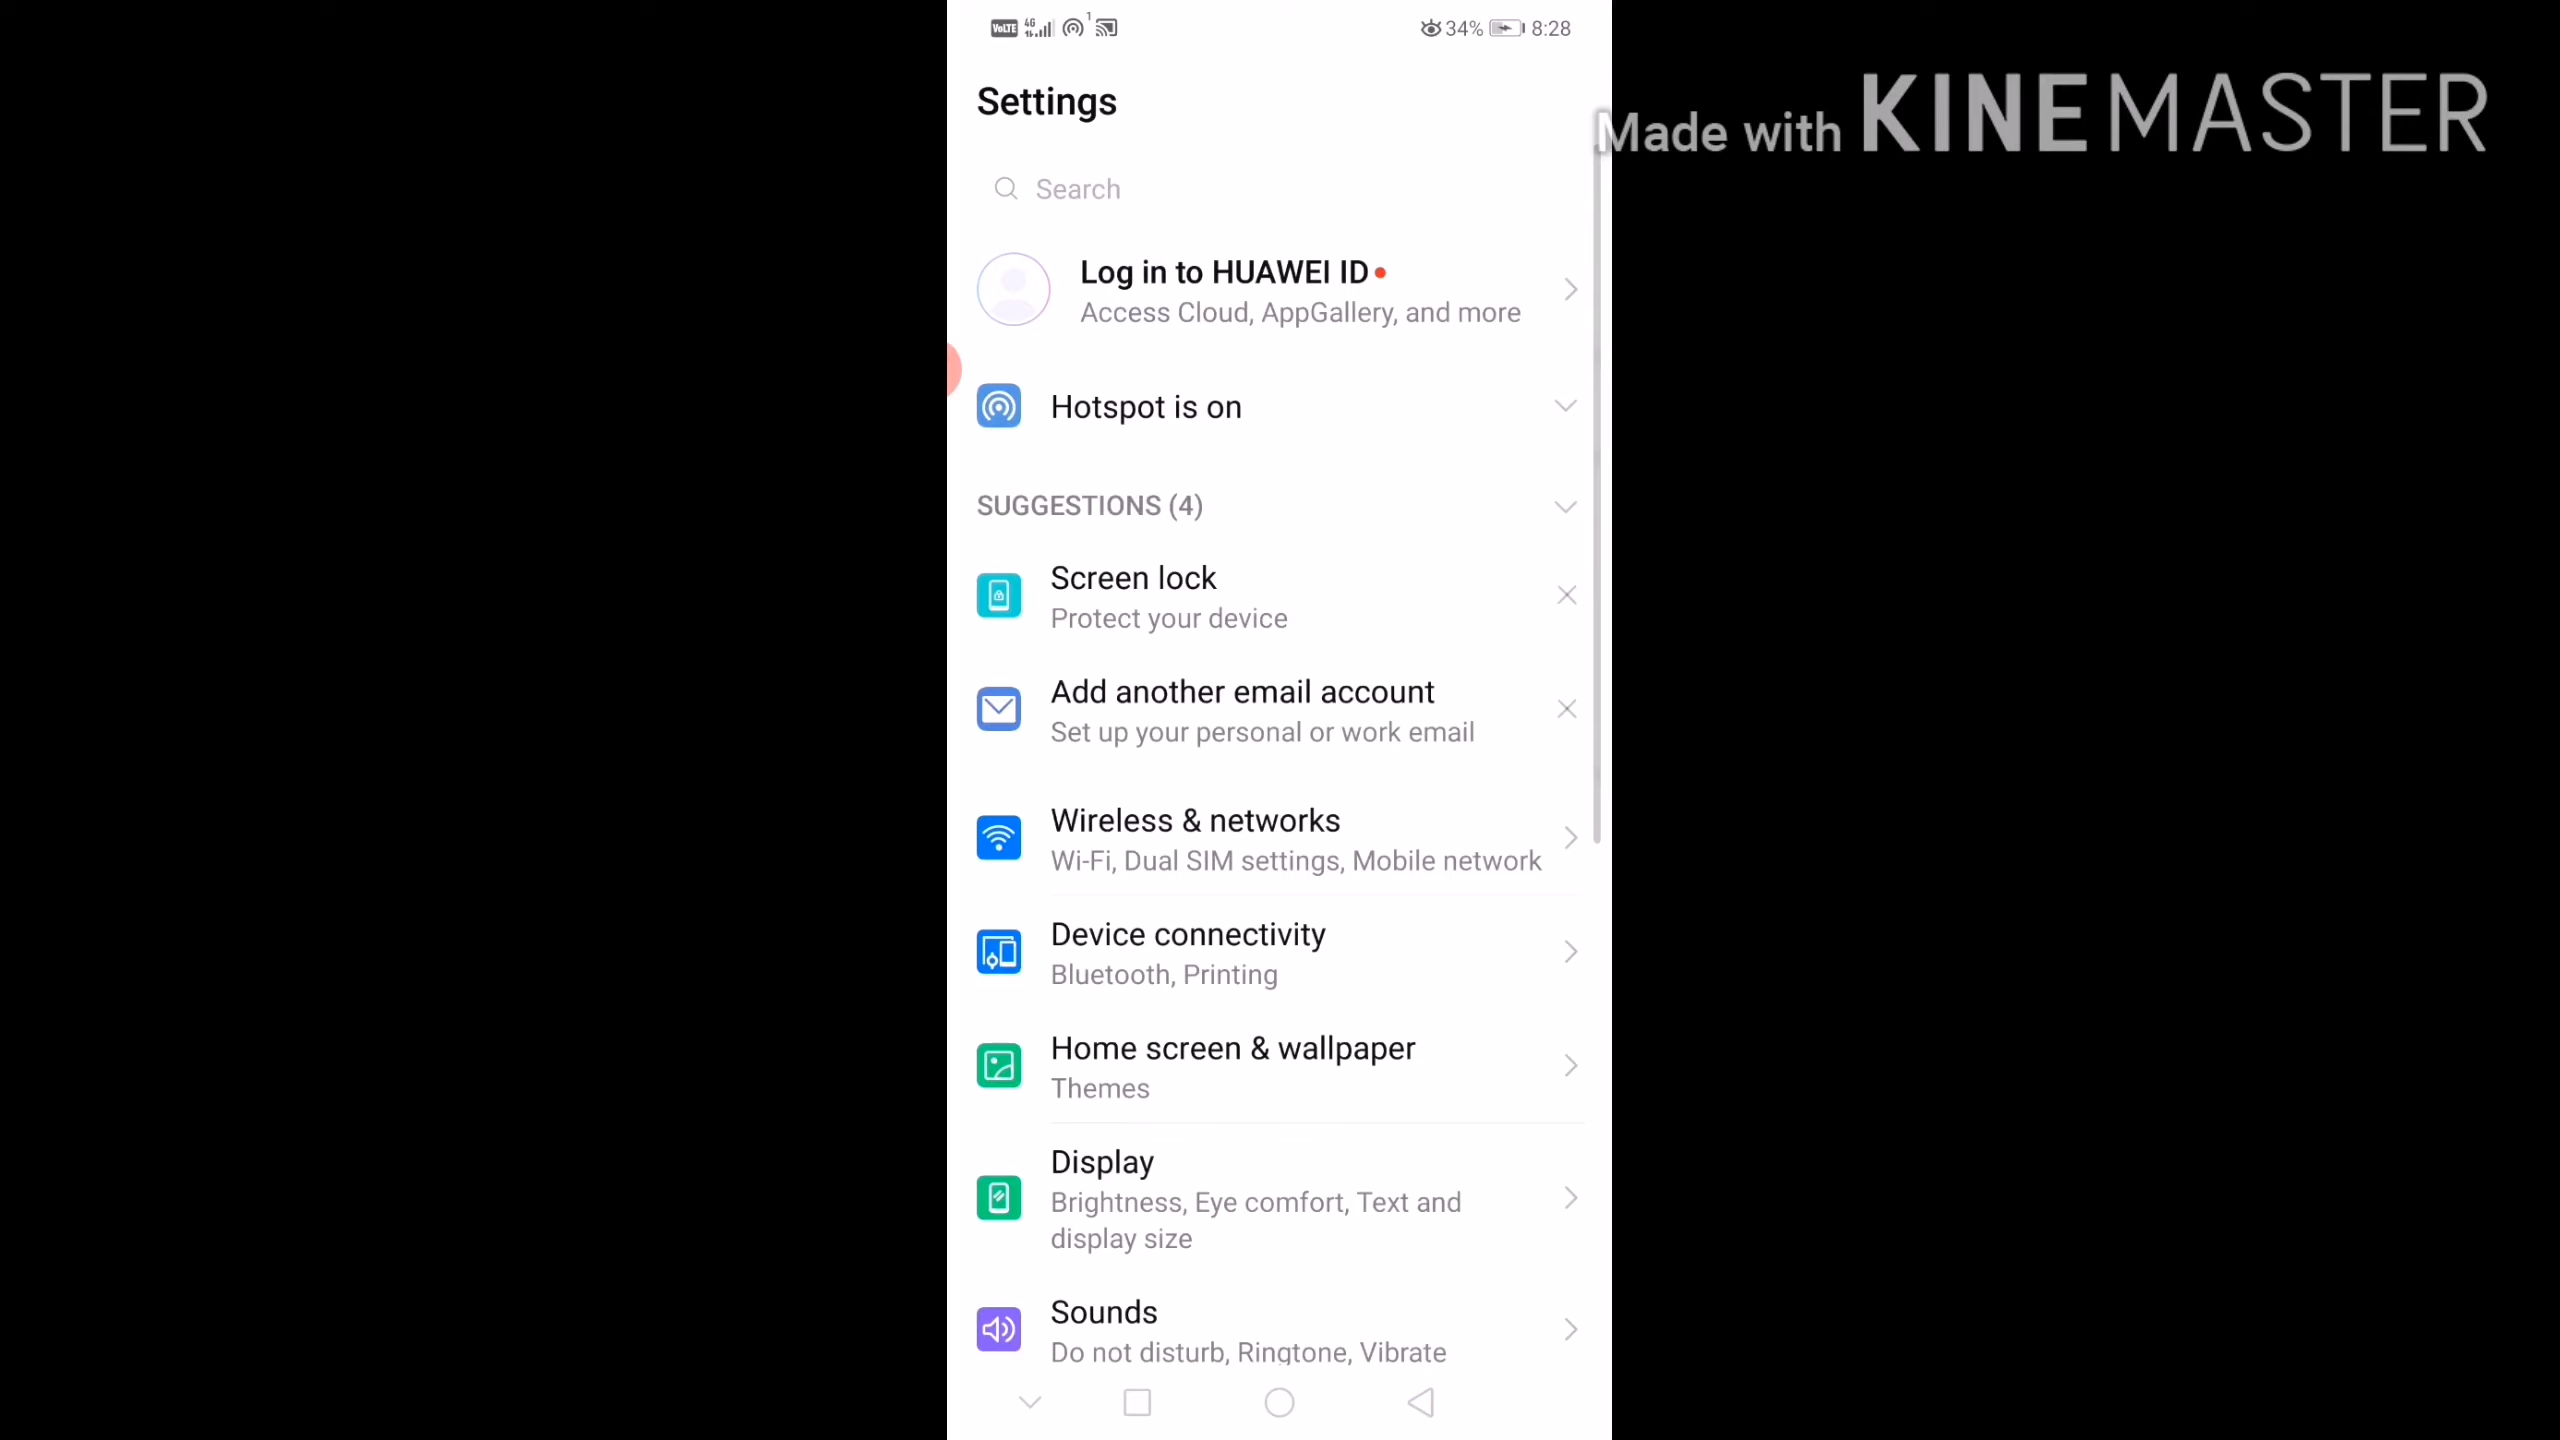 VoLTE 4G 1 34% 8:28
Settings
Made with KINEMASTER
Search
Log in to HUAWEI ID
Access Cloud, AppGallery, and more
Hotspot is on
SUGGESTIONS (4)
Screen lock
Protect your device
Add another email account
Set up your personal or work email
Wireless & networks
Wi-Fi, Dual SIM settings, Mobile network
Device connectivity
Bluetooth, Printing
Home screen & wallpaper
Themes
Display
Brightness, Eye comfort, Text and
display size
Sounds
Do not disturb, Ringtone, Vibrate